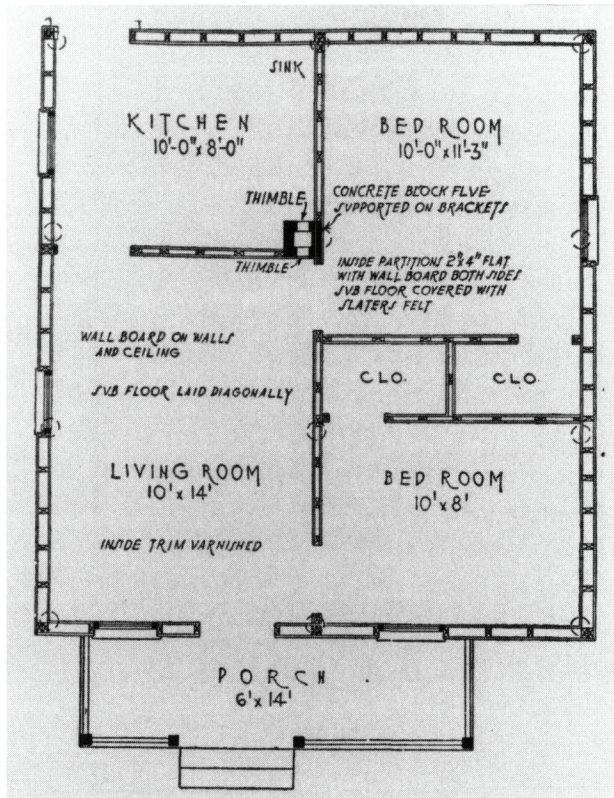 SINK
KITCHEN
10'-0" x 8'-0"
BED ROOM
10'-0" x 11'-3"
THIMBLE
CONCRETE BLOCK FLUE
SUPPORTED ON BRACKETS
THIMBLE
INSIDE PARTITIONS 2"x4" FLAT
WITH WALL BOARD BOTH SIDES
SUB FLOOR COVERED WITH
SLATERS FELT
WALL BOARD ON WALLS
AND CEILING
SUB FLOOR LAID DIAGONALLY
CLO.
CLO.
LIVING ROOM
10' x 14'
BED ROOM
10' x 8'
INSIDE TRIM VARNISHED
PORCH
6' x 14'